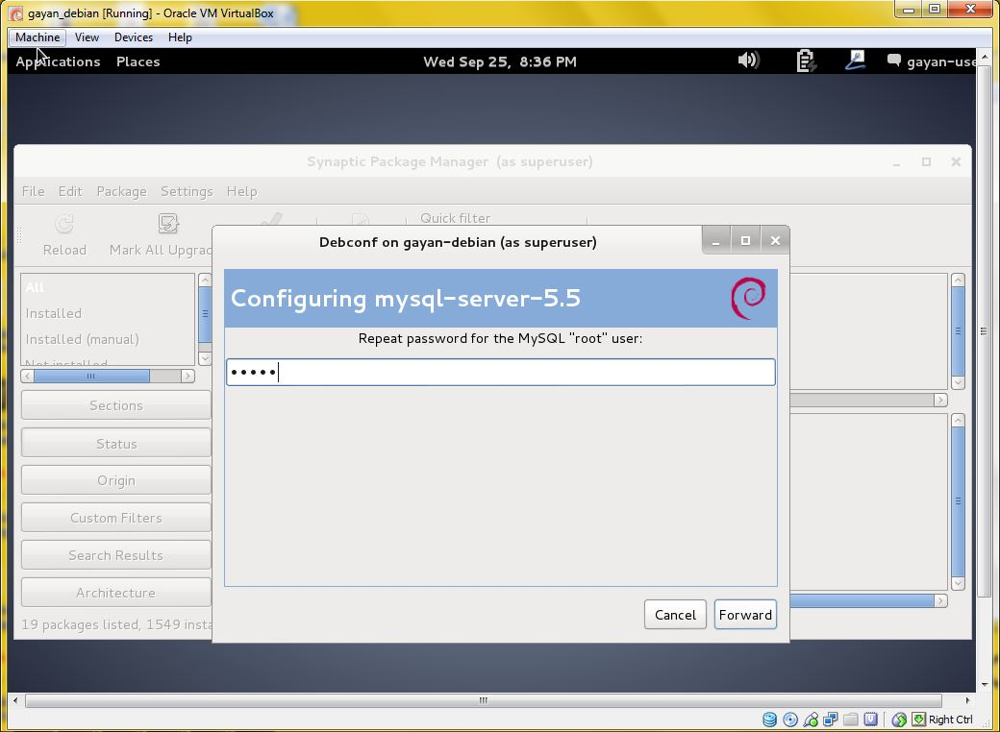 gayan_debian [Running] - Oracle VM VirtualBox
Machine View Devices Help
Applications Places Wed Sep 25, 8:36 PM gayan-use
Synaptic Package Manager (as superuser)
File Edit Package Settings Help
Quick filter
Reload Mark All Upgrac
Debconf on gayan-debian (as superuser)
All
Installed
Installed (manual)
Not installed
Configuring mysql-server-5.5
Repeat password for the MySQL "root" user:
•••••
Sections
Status
Origin
Custom Filters
Search Results
Architecture
Cancel Forward
19 packages listed, 1549 insta
Right Ctrl